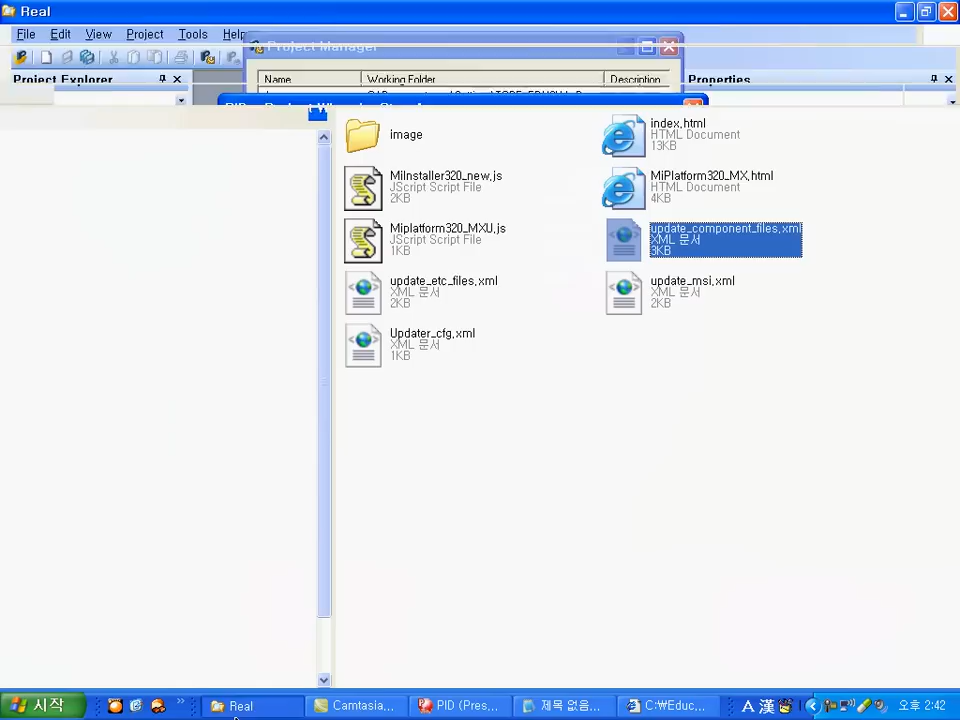 Real
File Edit View Project Tools Help
Project Manager
Project Explorer
Name Working Folder Description
Properties
image
index.html
HTML Document
13KB
MiInstaller320_new.js
JScript Script File
2KB
MiPlatform320_MX.html
HTML Document
4KB
Miplatform320_MXU.js
JScript Script File
1KB
update_component_files.xml
XML 문서
3KB
update_etc_files.xml
XML 문서
2KB
update_msi.xml
XML 문서
2KB
Updater_cfg.xml
XML 문서
1KB
시작
Real
Camtasia...
PID (Pres...
제목 없음...
C:₩Educ...
A 漢
오후 2:42